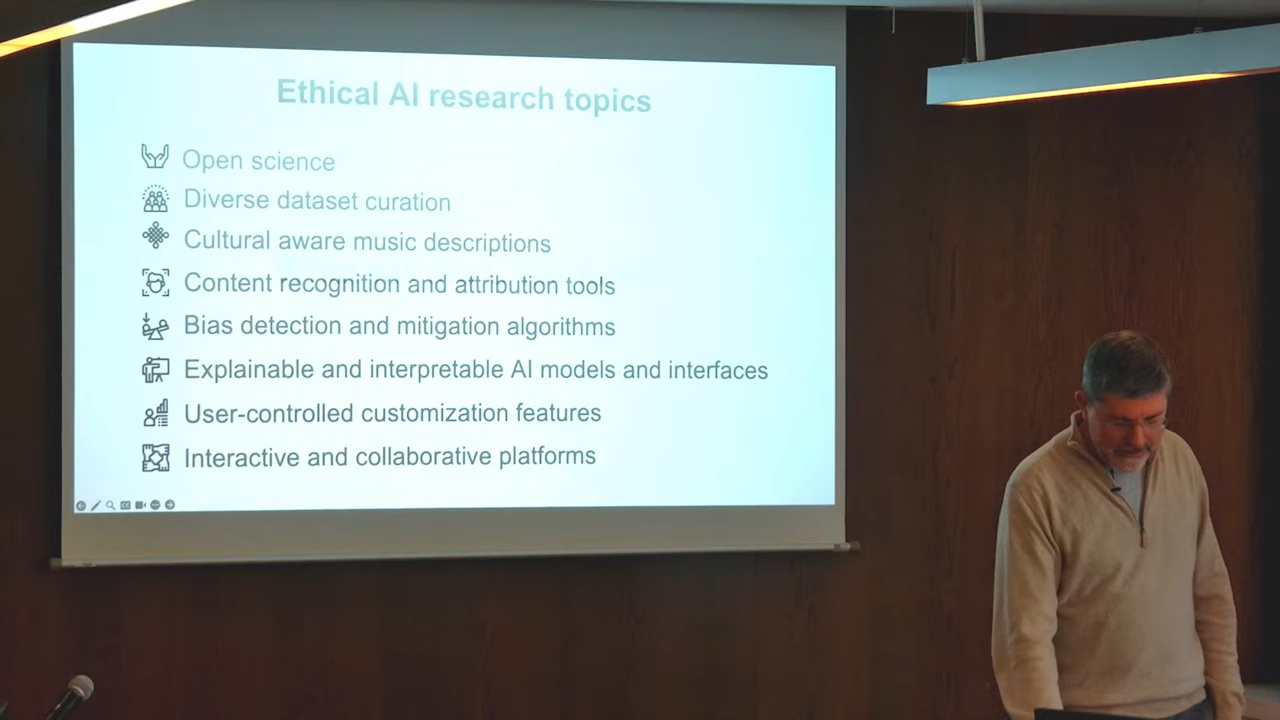 Ethical AI research topics
Open science
Diverse dataset curation
Cultural aware music descriptions
Content recognition and attribution tools
Bias detection and mitigation algorithms
Explainable and interpretable AI models and interfaces
User-controlled customization features
Interactive and collaborative platforms